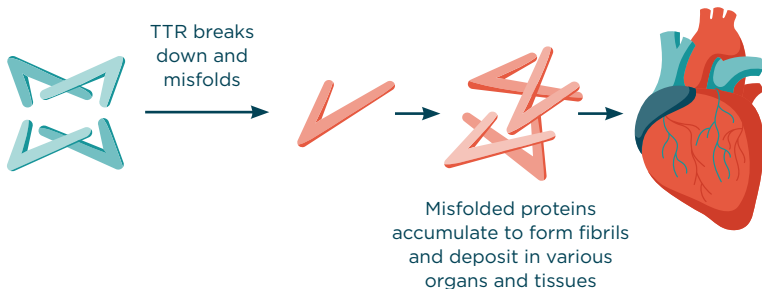 TTR breaks
down and
misfolds
Misfolded proteins
accumulate to form fibrils
and deposit in various
organs and tissues